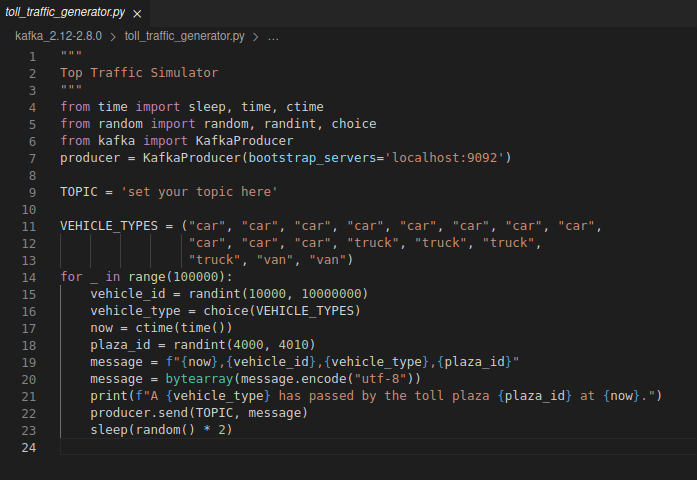 toll_traffic_generator.py ×
kafka_2.12-2.8.0 > toll_traffic_generator.py > ...
1 """
2 Top Traffic Simulator
3 """
4 from time import sleep, time, ctime
5 from random import random, randint, choice
6 from kafka import KafkaProducer
7 producer = KafkaProducer(bootstrap_servers='localhost:9092')
8
9 TOPIC = 'set your topic here'
10
11 VEHICLE_TYPES = ("car", "car", "car", "car", "car", "car", "car", "car",
12                  "car", "car", "car", "truck", "truck", "truck",
13                  "truck", "van", "van")
14 for _ in range(100000):
15     vehicle_id = randint(10000, 10000000)
16     vehicle_type = choice(VEHICLE_TYPES)
17     now = ctime(time())
18     plaza_id = randint(4000, 4010)
19     message = f"{now},{vehicle_id},{vehicle_type},{plaza_id}"
20     message = bytearray(message.encode("utf-8"))
21     print(f"A {vehicle_type} has passed by the toll plaza {plaza_id} at {now}.")
22     producer.send(TOPIC, message)
23     sleep(random() * 2)
24